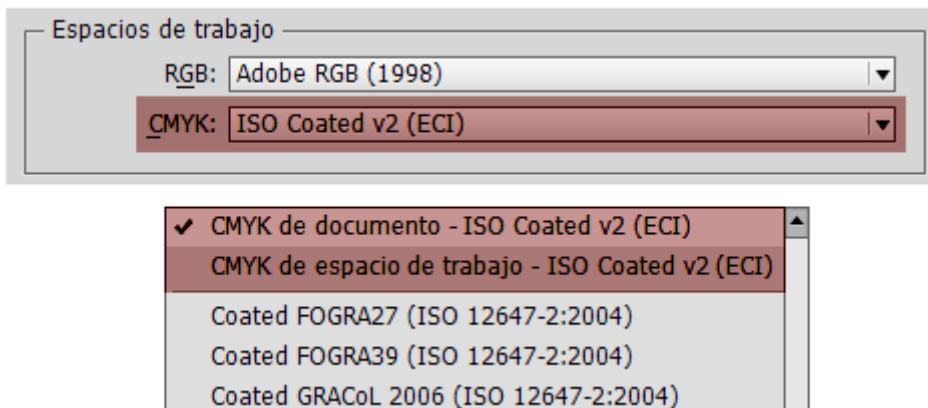 Espacios de trabajo
RGB: Adobe RGB (1998)
CMYK: ISO Coated v2 (ECI)
CMYK de documento - ISO Coated v2 (ECI)
CMYK de espacio de trabajo - ISO Coated v2 (ECI)
Coated FOGRA27 (ISO 12647-2:2004)
Coated FOGRA39 (ISO 12647-2:2004)
Coated GRACoL 2006 (ISO 12647-2:2004)